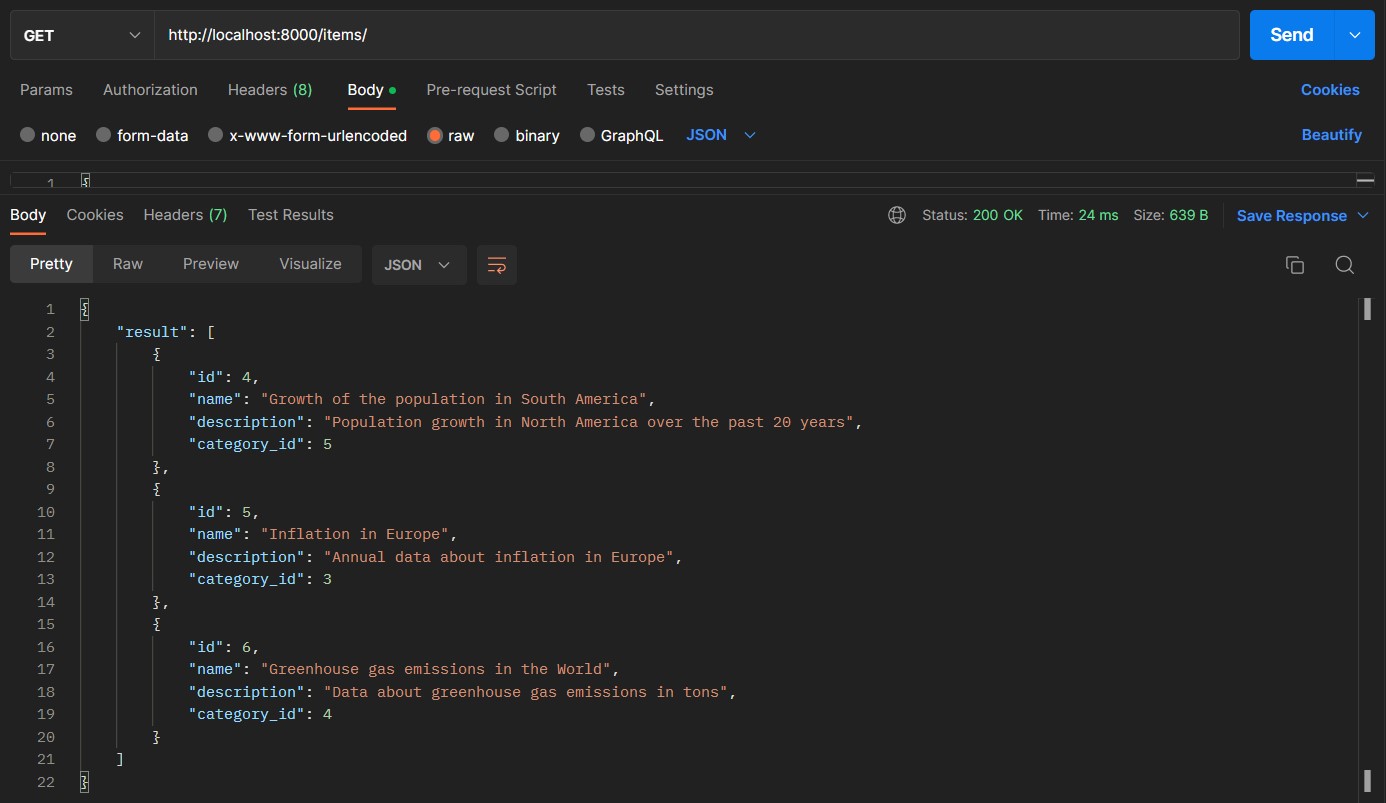 GET http://localhost:8000/items/ Send
Params Authorization Headers (8) Body Pre-request Script Tests Settings Cookies
none form-data x-www-form-urlencoded raw binary GraphQL JSON Beautify
1 {
Body Cookies Headers (7) Test Results Status: 200 OK Time: 24 ms Size: 639 B Save Response
Pretty Raw Preview Visualize JSON
1 {
2 "result": [
3 {
4 "id": 4,
5 "name": "Growth of the population in South America",
6 "description": "Population growth in North America over the past 20 years",
7 "category_id": 5
8 },
9 {
10 "id": 5,
11 "name": "Inflation in Europe",
12 "description": "Annual data about inflation in Europe",
13 "category_id": 3
14 },
15 {
16 "id": 6,
17 "name": "Greenhouse gas emissions in the World",
18 "description": "Data about greenhouse gas emissions in tons",
19 "category_id": 4
20 }
21 ]
22 }